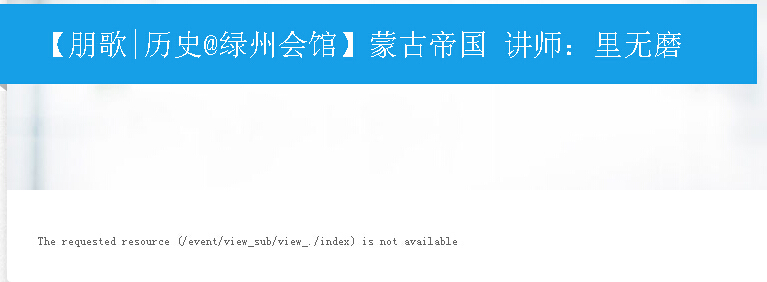 【朋歌|历史@绿州会馆】蒙古帝国 讲师：里无磨
The requested resource (/event/view_sub/view_./index) is not available